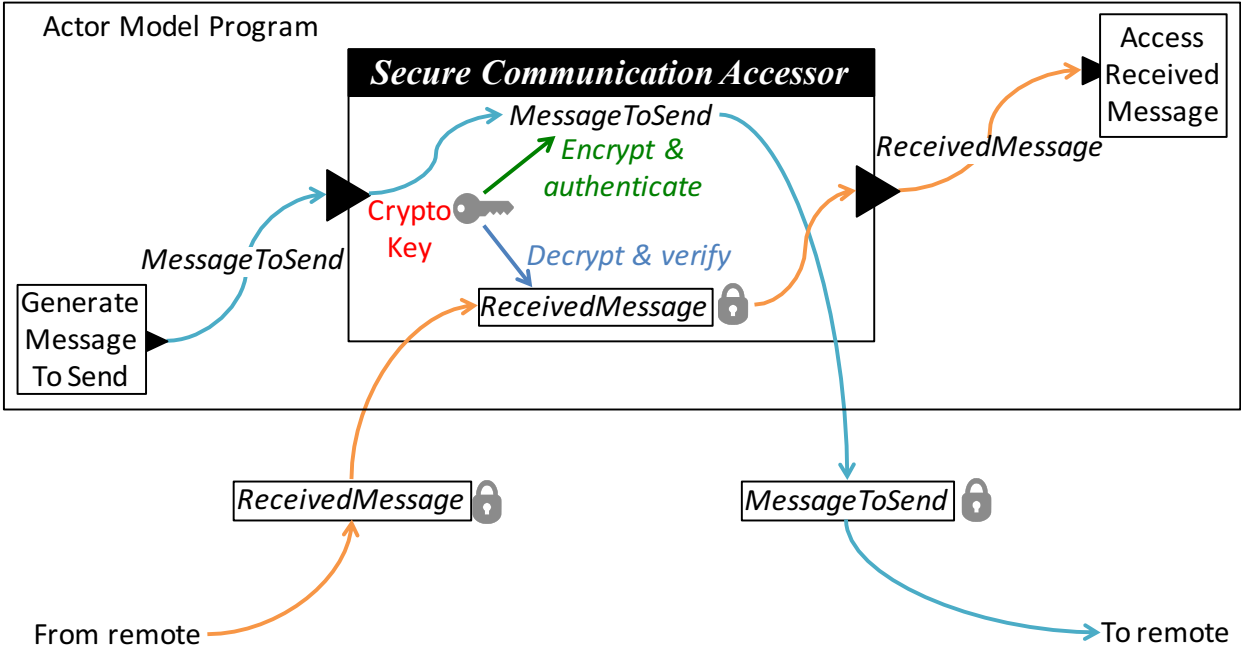 Actor Model Program
Secure Communication Accessor
Access
Received
Message
MessageToSend
Encrypt &
authenticate
ReceivedMessage
Crypto
Key
MessageToSend
Decrypt & verify
ReceivedMessage
Generate
Message
To Send
ReceivedMessage
MessageToSend
From remote
To remote